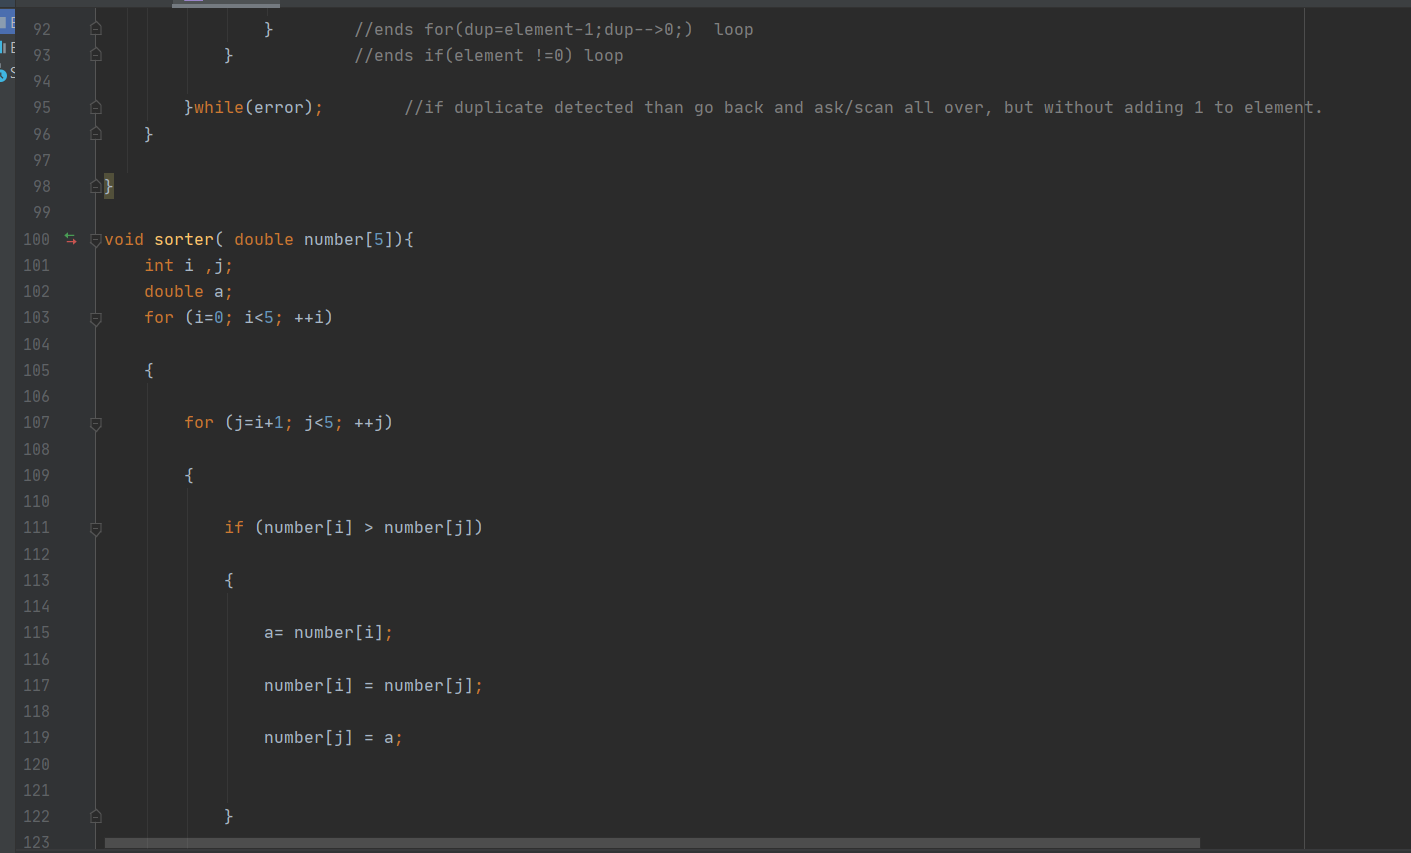 92 } //ends for(dup=element-1;dup-->0;)  loop
93 } //ends if(element !=0) loop
94
95 }while(error); //if duplicate detected than go back and ask/scan all over, but without adding 1 to element.
96 }
97
98 }
99
100 void sorter( double number[5]){
101 int i ,j;
102 double a;
103 for (i=0; i<5; ++i)
104
105 {
106
107 for (j=i+1; j<5; ++j)
108
109 {
110
111 if (number[i] > number[j])
112
113 {
114
115 a= number[i];
116
117 number[i] = number[j];
118
119 number[j] = a;
120
121
122 }
123